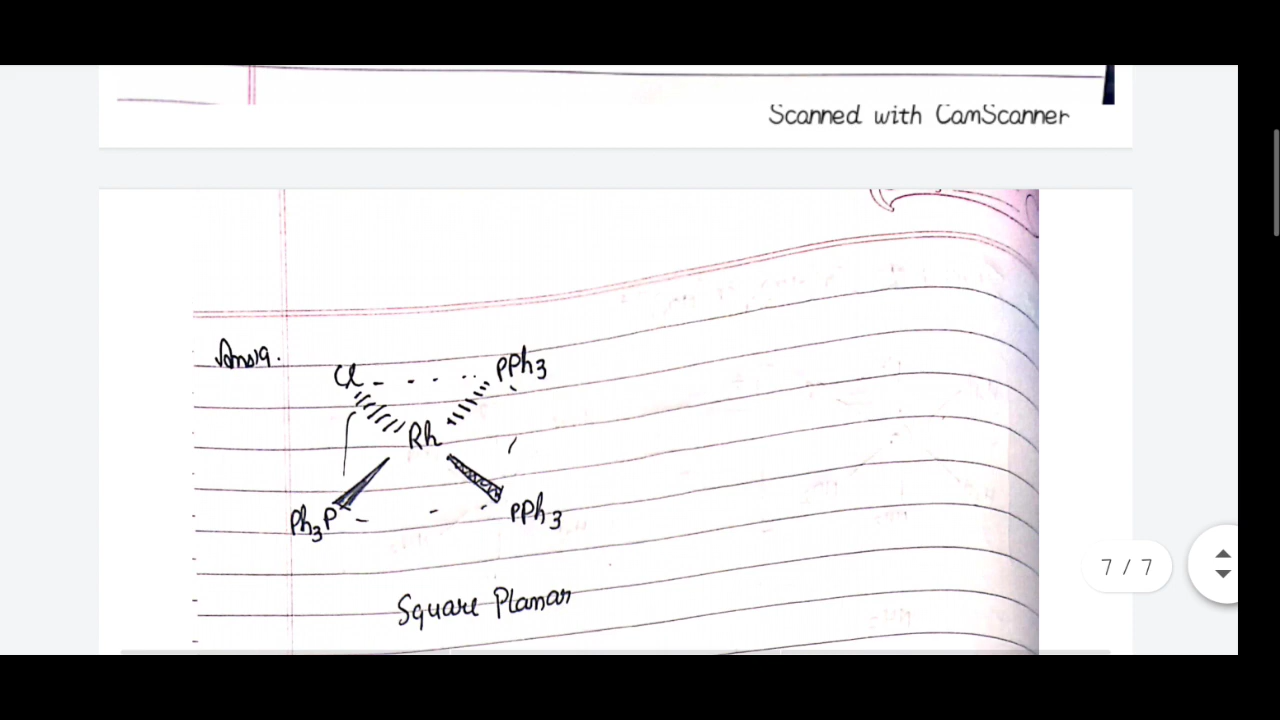 Scanned with CamScanner
Ans19.
Cl PPh3
Rh
Ph3P PPh3
Square Planar
7 / 7